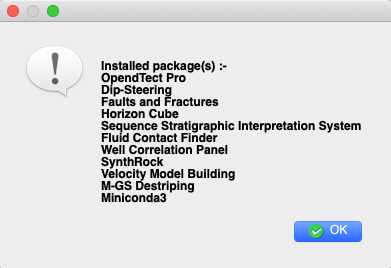 Installed package(s) :-
OpendTect Pro
Dip-Steering
Faults and Fractures
Horizon Cube
Sequence Stratigraphic Interpretation System
Fluid Contact Finder
Well Correlation Panel
SynthRock
Velocity Model Building
M-GS Destriping
Miniconda3
OK